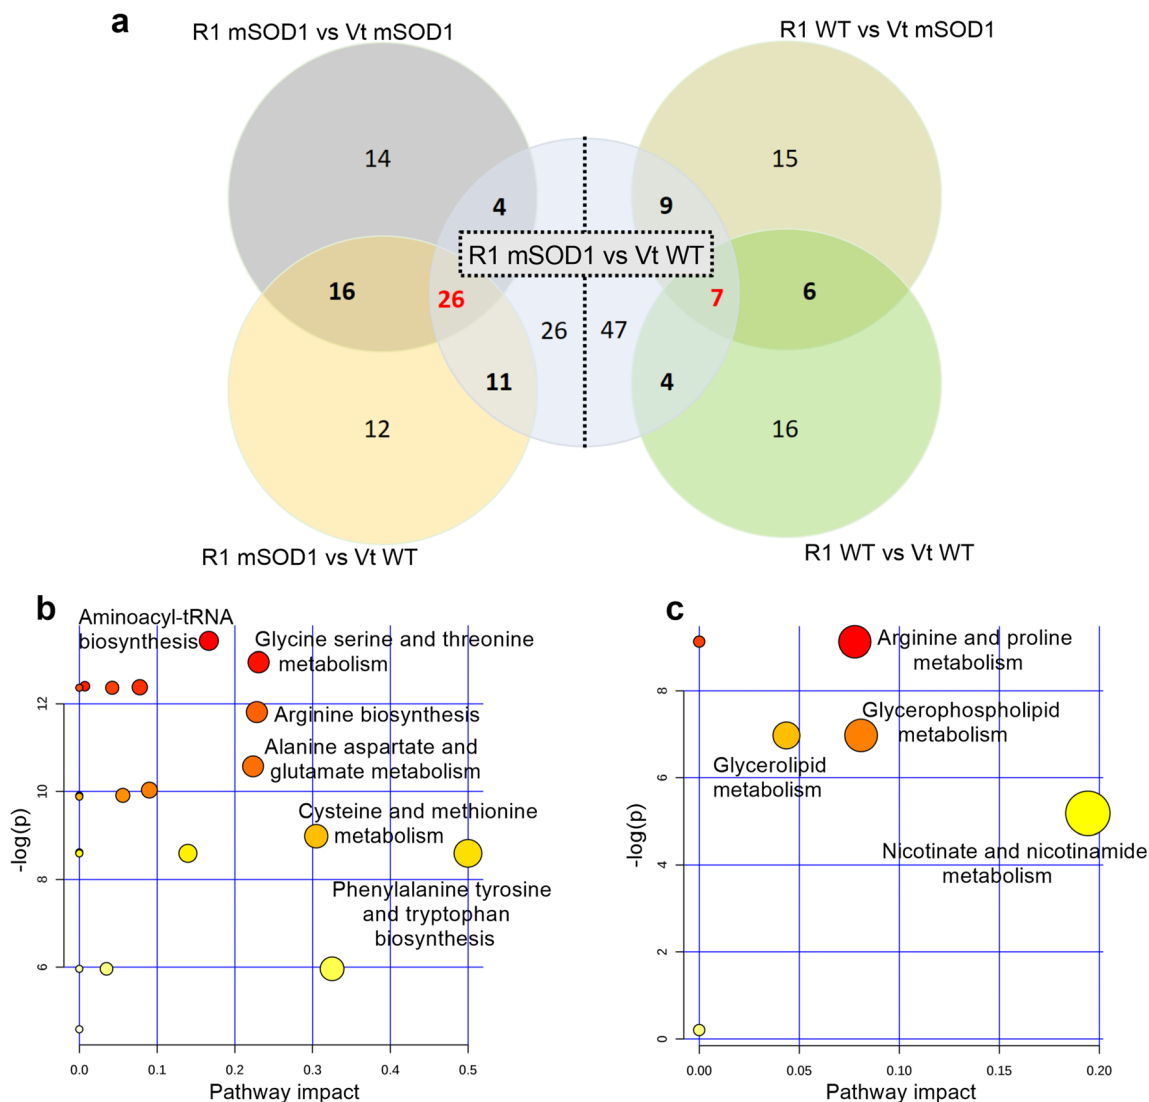 a
R1 mSOD1 vs Vt mSOD1
R1 WT vs Vt mSOD1
14
15
4
9
R1 mSOD1 vs Vt WT
16
26
7
6
26
47
11
4
12
16
R1 mSOD1 vs Vt WT
R1 WT vs Vt WT
b
Aminoacyl-tRNA
biosynthesis
Glycine serine and threonine
metabolism
Arginine biosynthesis
Alanine aspartate and
glutamate metabolism
Cysteine and methionine
metabolism
Phenylalanine tyrosine
and tryptophan
biosynthesis
-log(p)
12
10
8
6
0.0
0.1
0.2
0.3
0.4
0.5
Pathway impact
c
Arginine and proline
metabolism
Glycerophospholipid
metabolism
Glycerolipid
metabolism
Nicotinate and nicotinamide
metabolism
-log(p)
8
6
4
2
0
0.00
0.05
0.10
0.15
0.20
Pathway impact